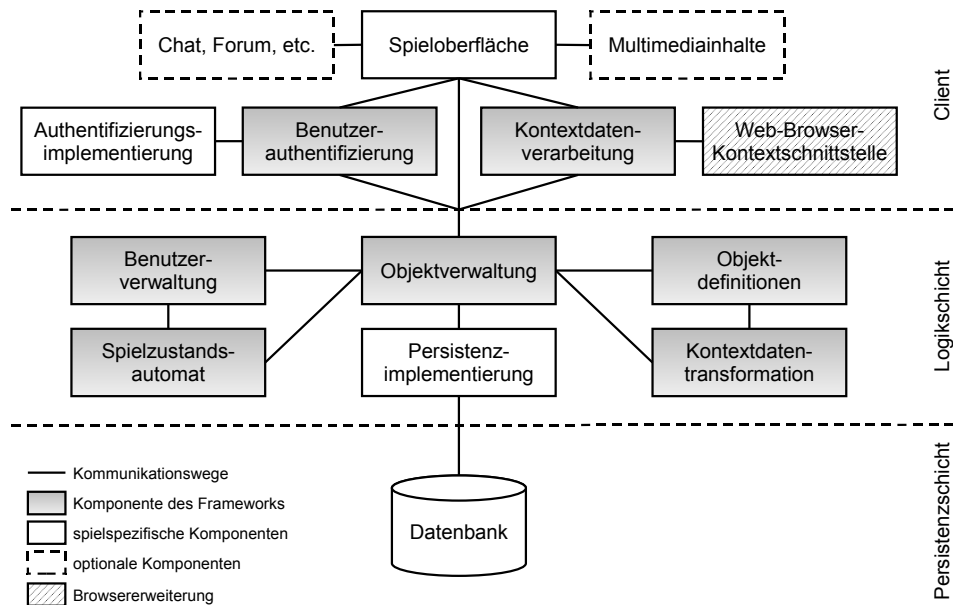 Chat, Forum, etc.
Spieloberfläche
Multimediainhalte
Authentifizierungs-
implementierung
Benutzer-
authentifizierung
Kontextdaten-
verarbeitung
Web-Browser-
Kontextschnittstelle
Client
Benutzer-
verwaltung
Objektverwaltung
Objekt-
definitionen
Spielzustands-
automat
Persistenz-
implementierung
Kontextdaten-
transformation
Logikschicht
Datenbank
Persistenzschicht
Kommunikationswege
Komponente des Frameworks
spielspezifische Komponenten
optionale Komponenten
Browsererweiterung